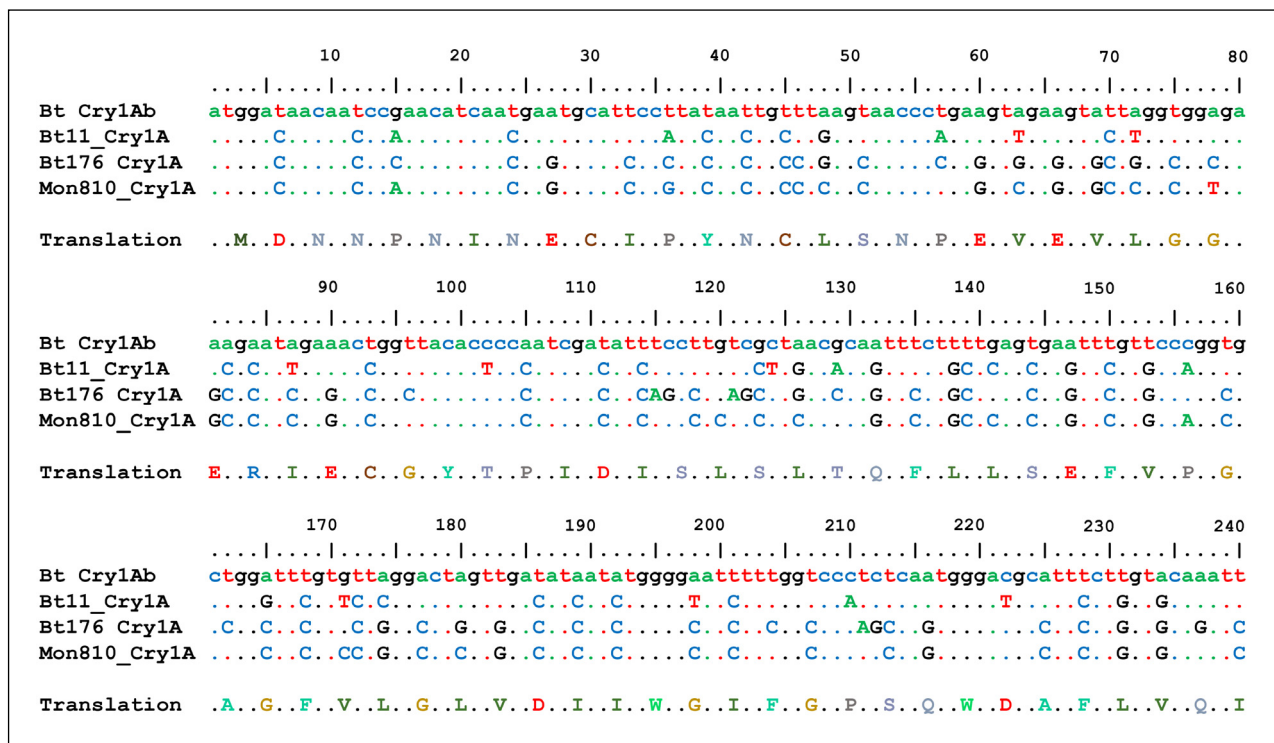 10 20 30 40 50 60 70 80
....|....|....|....|....|....|....|....|....|....|....|....|....|....|....|....|
Bt Cry1Ab atggataacaatccgaacatcaatgaatgcattccttataattgtttaagtaaccctgaagtagaagtattaggtggaga
Bt11_Cry1A .....C.....C..A........C...........A..C..C..C..G........A.....T......C.T........
Bt176 Cry1A .....C.....C..C........C..G.....C..C..C..C..CC.G..C.....C..G..G..G..GC.G..C..C..
Mon810_Cry1A .....C.....C..A........C..G.....C..G..C..C..CC.G..C........G..C..G..GC.C..C..T..
Translation ..M..D..N..N..P..N..I..N..E..C..I..P..Y..N..C..L..S..N..P..E..V..E..V..L..G..G..
90 100 110 120 130 140 150 160
....|....|....|....|....|....|....|....|....|....|....|....|....|....|....|....|
Bt Cry1Ab aagaatagaaactggttacaccccaatcgatatttccttgtcgctaacgcaatttcttttgagtgaatttgttcccggtg
Bt11_Cry1A .C.C..T.....C........T..C.....C..C........CT.G..A..G.....GC.C..C..G..C..G..A....
Bt176 Cry1A GC.C..C..G..C..C........C.....C..CAG.C..AGC..G..C..G..C..GC.C..C..G..C..G.....C.
Mon810_Cry1A GC.C..C..G..C...........C.....C..C...C.C..C..C.....G..C..GC.C..C..G..C..G..A..C.
Translation E..R..I..E..C..G..Y..T..P..I..D..I..S..L..S..L..T..Q..F..L..L..S..E..F..V..P..G.
170 180 190 200 210 220 230 240
....|....|....|....|....|....|....|....|....|....|....|....|....|....|....|....|
Bt Cry1Ab ctggatttgtgttaggactagttgatataatatggggaatttttggtccctctcaatgggacgcatttcttgtacaaatt
Bt11_Cry1A ....G..C..TC.C...........C..C..C.....T..C........A...........T.....C..G..G......
Bt176 Cry1A .C..C..C...C.G..C..G..G..C..C..C.....C..C..C..C...AGC..G........C..C..G..G..G..C
Mon810_Cry1A ....C..C..CC.G..C..C..G..C..C..C.....C..C.....C.....C..G........C..C..G..G.....C
Translation .A..G..F..V..L..G..L..V..D..I..I..W..G..I..F..G..P..S..Q..W..D..A..F..L..V..Q..I